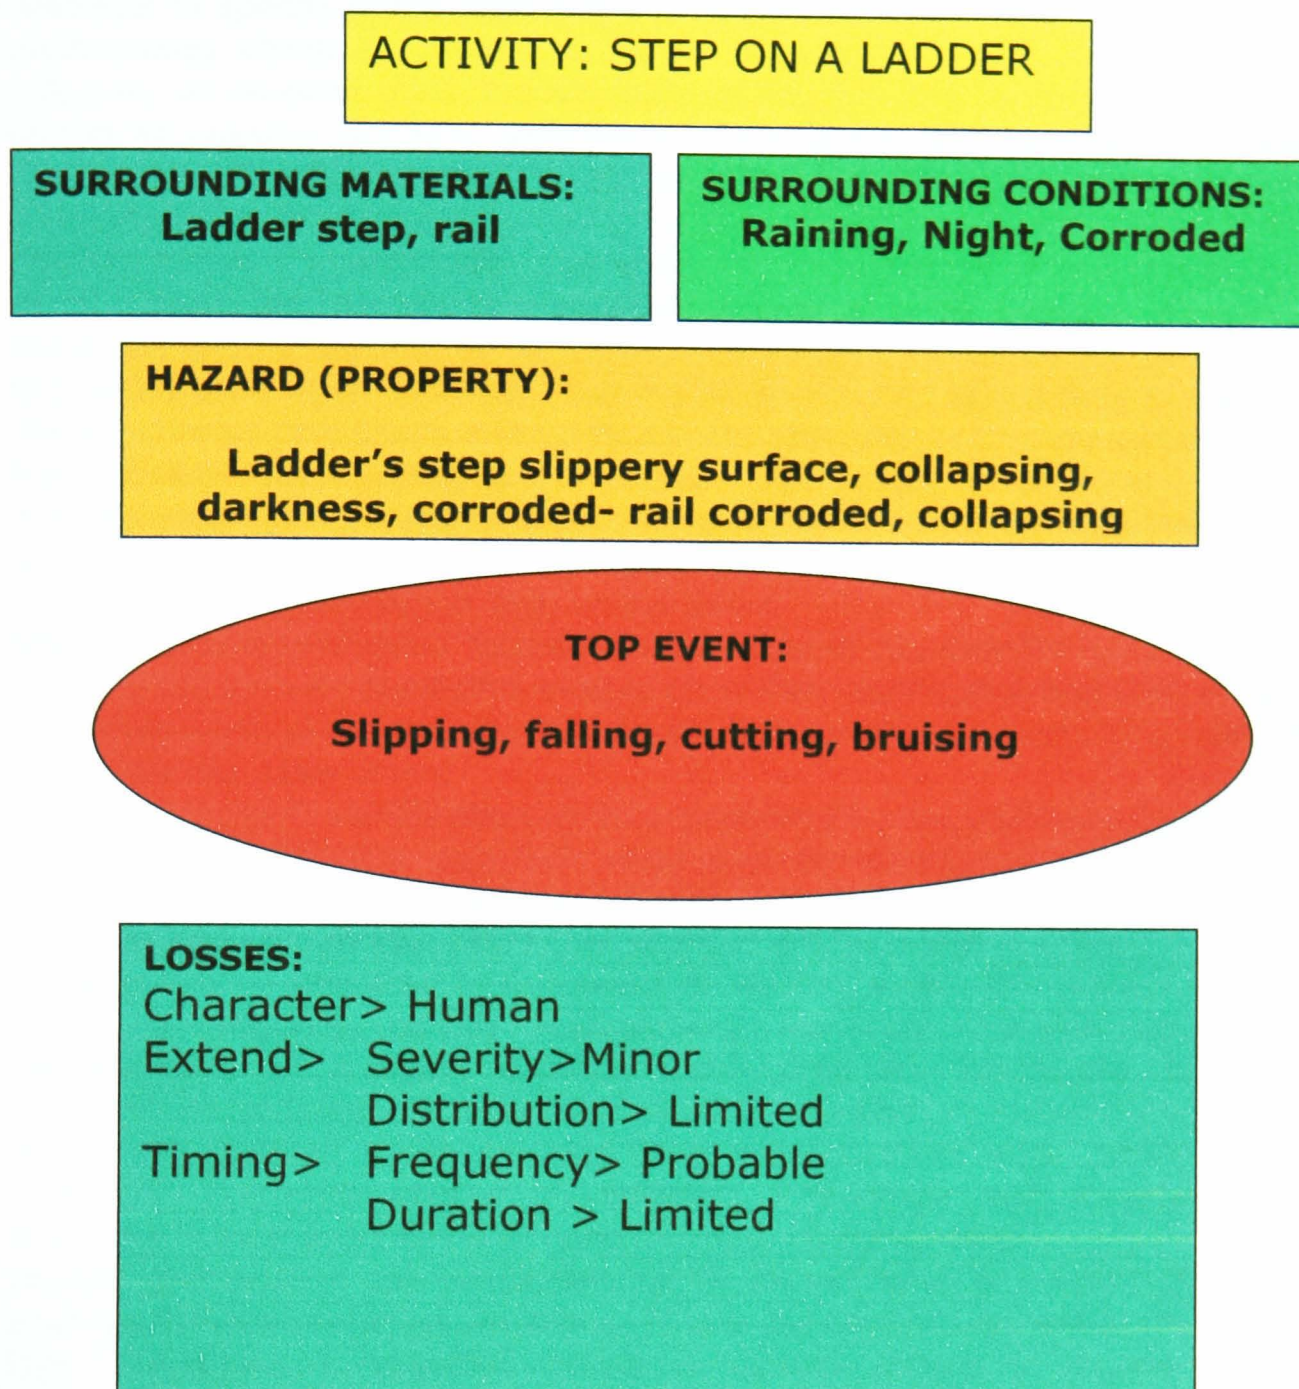 ACTIVITY: STEP ON A LADDER
SURROUNDING MATERIALS:
Ladder step, rail
SURROUNDING CONDITIONS:
Raining, Night, Corroded
HAZARD (PROPERTY):
Ladder's step slippery surface, collapsing,
darkness, corroded- rail corroded, collapsing
TOP EVENT:
Slipping, falling, cutting, bruising
LOSSES:
Character> Human
Extend> Severity>Minor
Distribution> Limited
Timing> Frequency> Probable
Duration > Limited